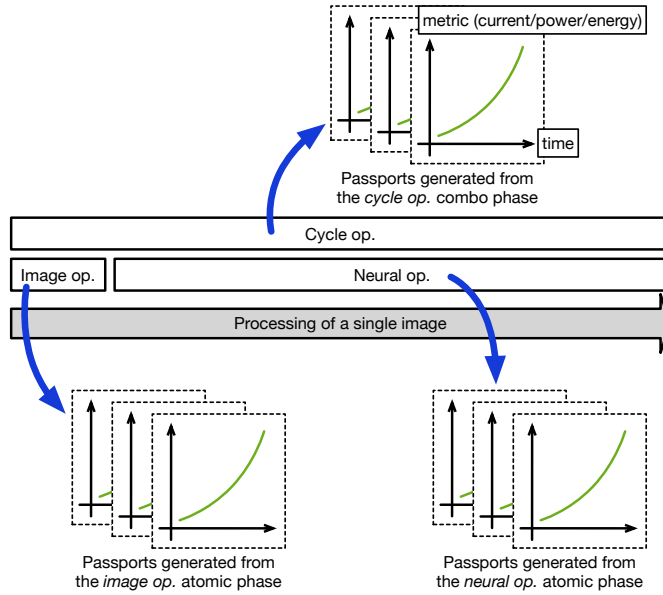 metric (current/power/energy)
time
Passports generated from
the cycle op. combo phase
Cycle op.
Image op.
Neural op.
Processing of a single image
Passports generated from
the image op. atomic phase
Passports generated from
the neural op. atomic phase